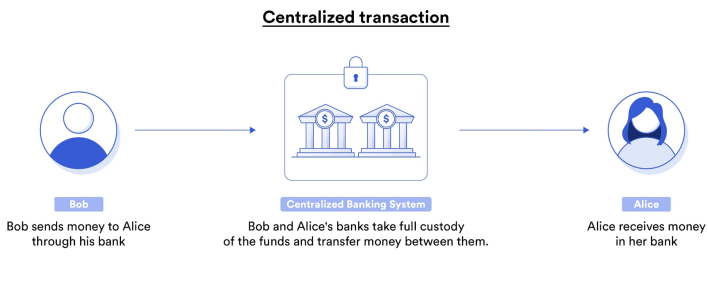 Centralized transaction
$ $
Bob
Centralized Banking System
Alice
Bob sends money to Alice
through his bank
Bob and Alice's banks take full custody
of the funds and transfer money between them.
Alice receives money
in her bank